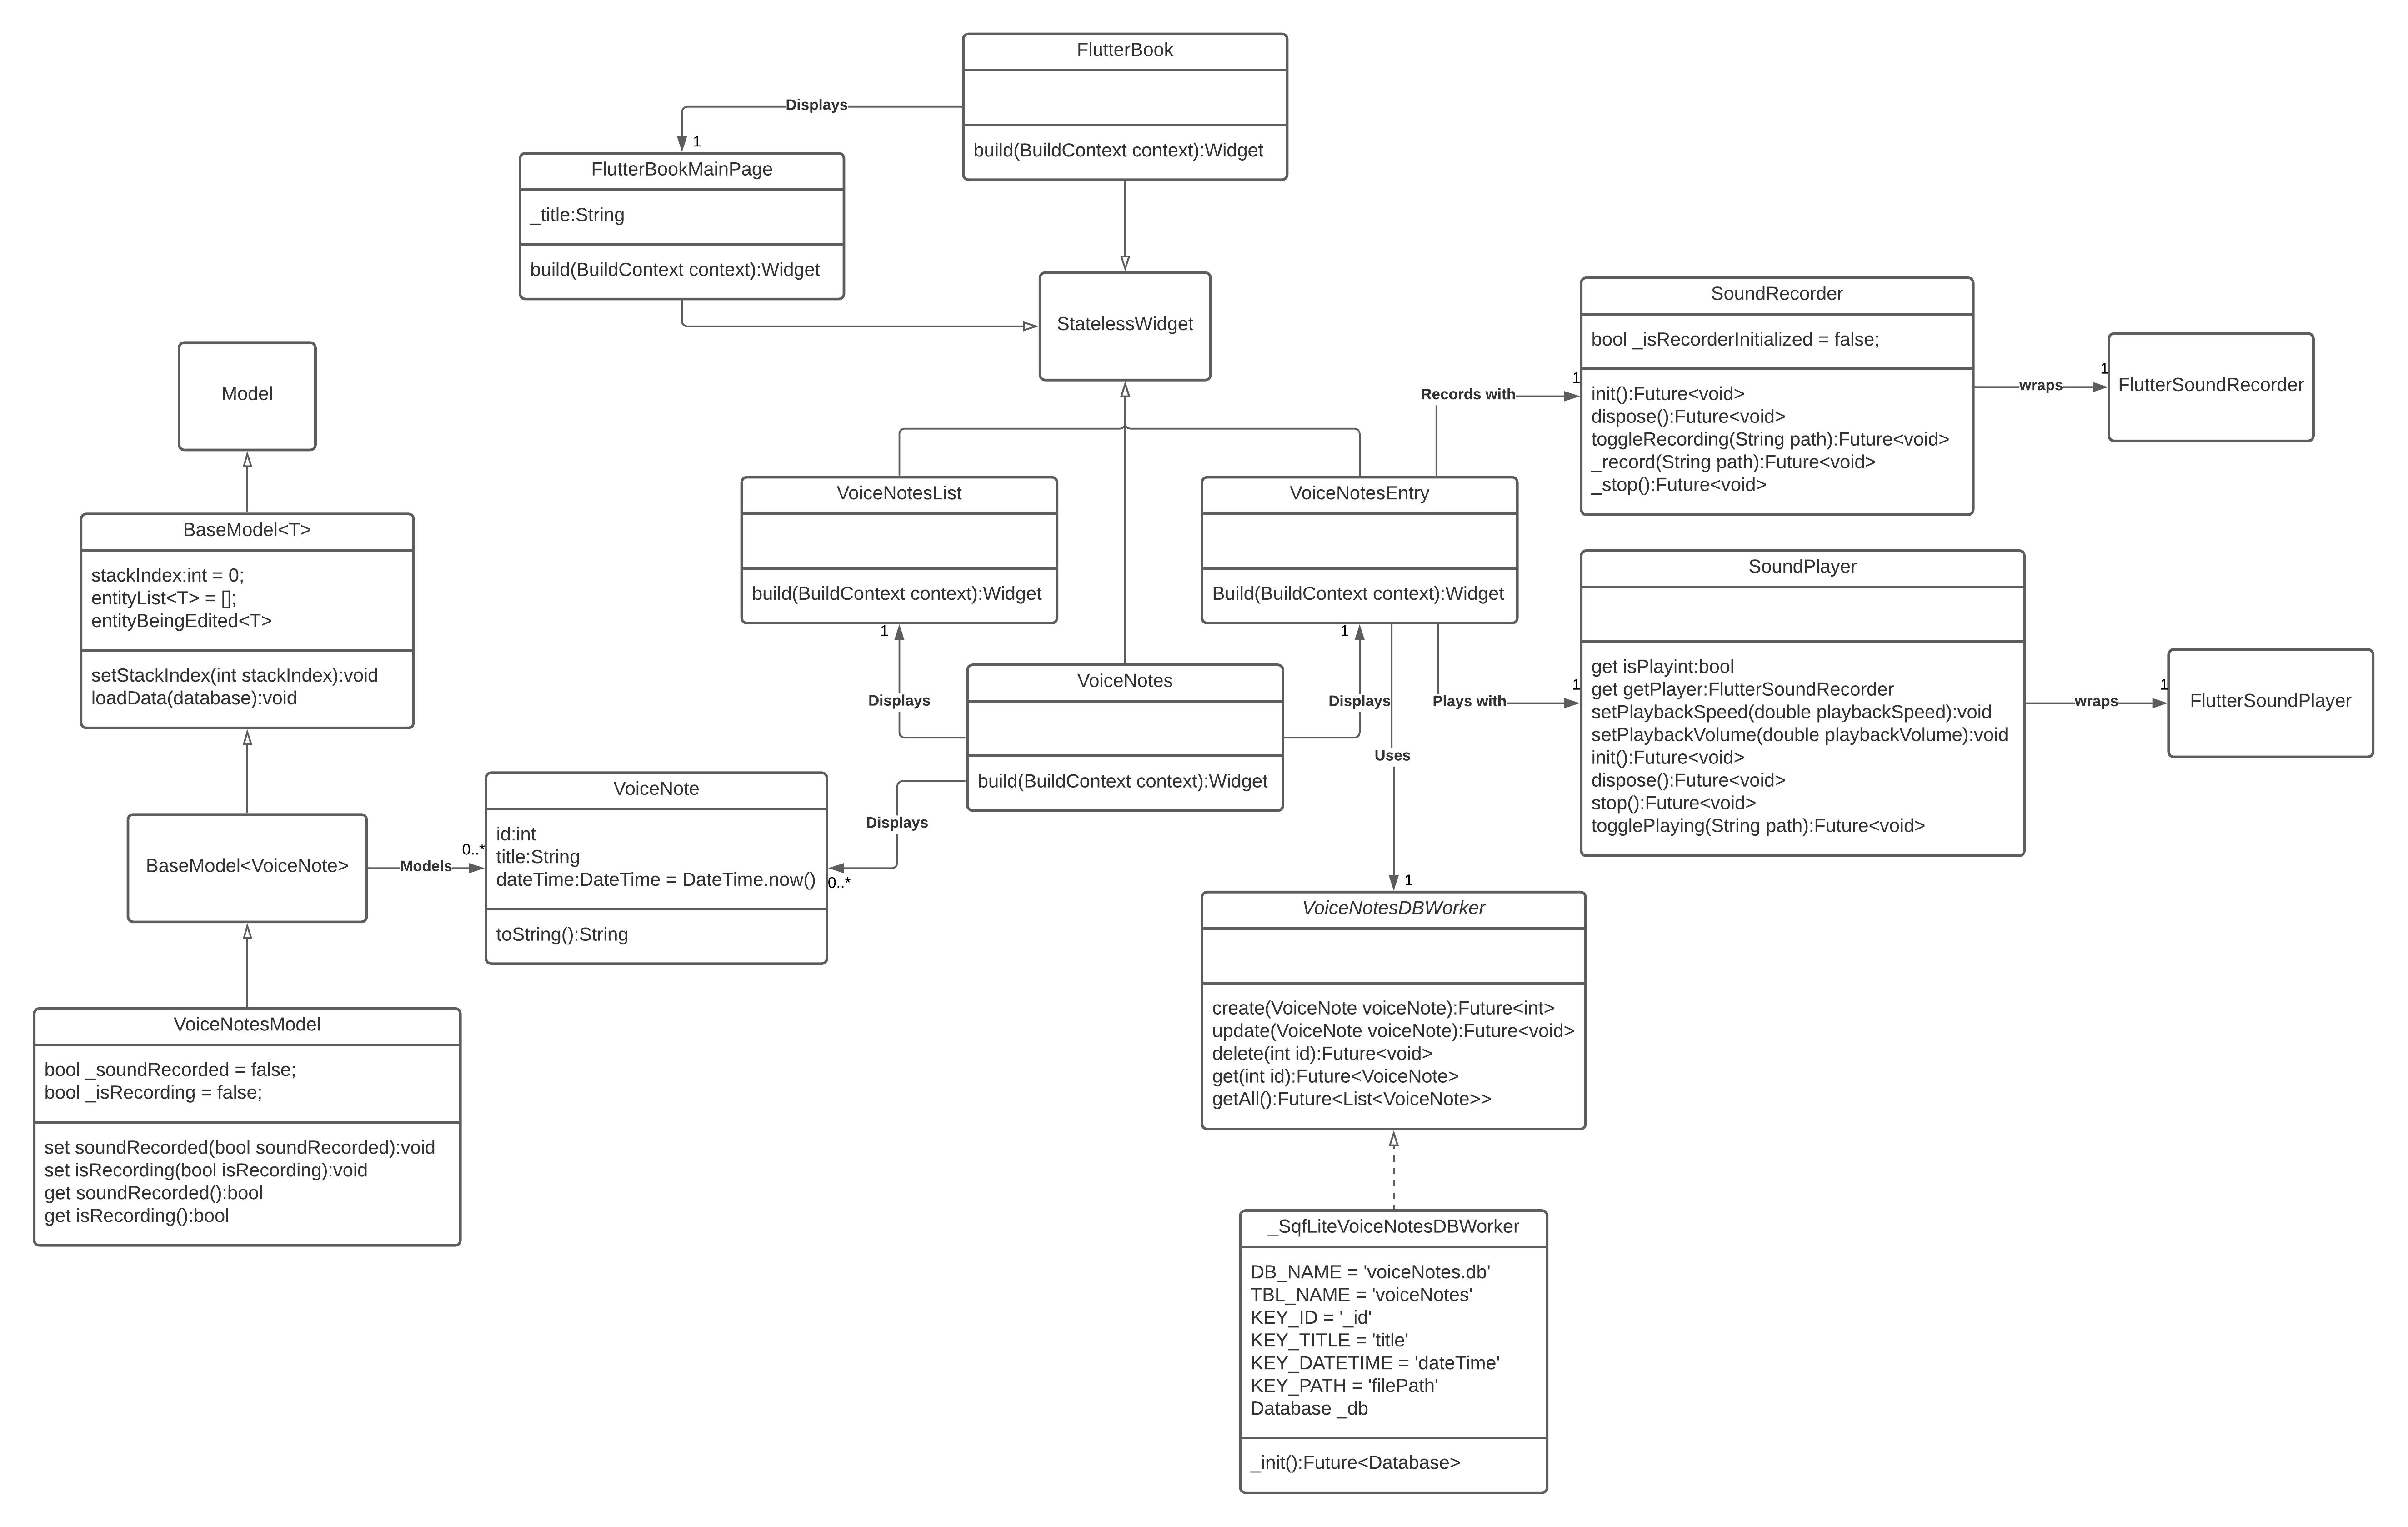 FlutterBook
build(BuildContext context):Widget
Displays
1
FlutterBookMainPage
_title:String
build(BuildContext context):Widget
StatelessWidget
SoundRecorder
bool _isRecorderInitialized = false;
init():Future<void>
dispose():Future<void>
toggleRecording(String path):Future<void>
_record(String path):Future<void>
_stop():Future<void>
Records with
1
wraps
1
FlutterSoundRecorder
Model
BaseModel<T>
stackIndex:int = 0;
entityList<T> = [];
entityBeingEdited<T>
setStackIndex(int stackIndex):void
loadData(database):void
VoiceNotesList
build(BuildContext context):Widget
VoiceNotesEntry
Build(BuildContext context):Widget
1
Displays
1
Displays
Uses
1
Plays with
1
SoundPlayer
get isPlayint:bool
get getPlayer:FlutterSoundRecorder
setPlaybackSpeed(double playbackSpeed):void
setPlaybackVolume(double playbackVolume):void
init():Future<void>
dispose():Future<void>
stop():Future<void>
togglePlaying(String path):Future<void>
wraps
1
FlutterSoundPlayer
VoiceNotes
build(BuildContext context):Widget
Displays
0..*
BaseModel<VoiceNote>
Models
0..*
VoiceNote
id:int
title:String
dateTime:DateTime = DateTime.now()
toString():String
VoiceNotesModel
bool _soundRecorded = false;
bool _isRecording = false;
set soundRecorded(bool soundRecorded):void
set isRecording(bool isRecording):void
get soundRecorded():bool
get isRecording():bool
VoiceNotesDBWorker
create(VoiceNote voiceNote):Future<int>
update(VoiceNote voiceNote):Future<void>
delete(int id):Future<void>
get(int id):Future<VoiceNote>
getAll():Future<List<VoiceNote>>
_SqfLiteVoiceNotesDBWorker
DB_NAME = 'voiceNotes.db'
TBL_NAME = 'voiceNotes'
KEY_ID = '_id'
KEY_TITLE = 'title'
KEY_DATETIME = 'dateTime'
KEY_PATH = 'filePath'
Database _db
_init():Future<Database>